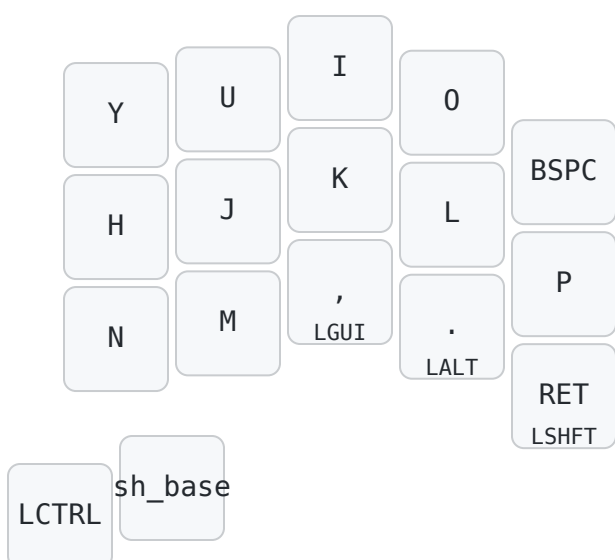 Y U I O BSPC
H J K L P
N M , . RET
LGUI LALT LSHFT
LCTRL sh_base